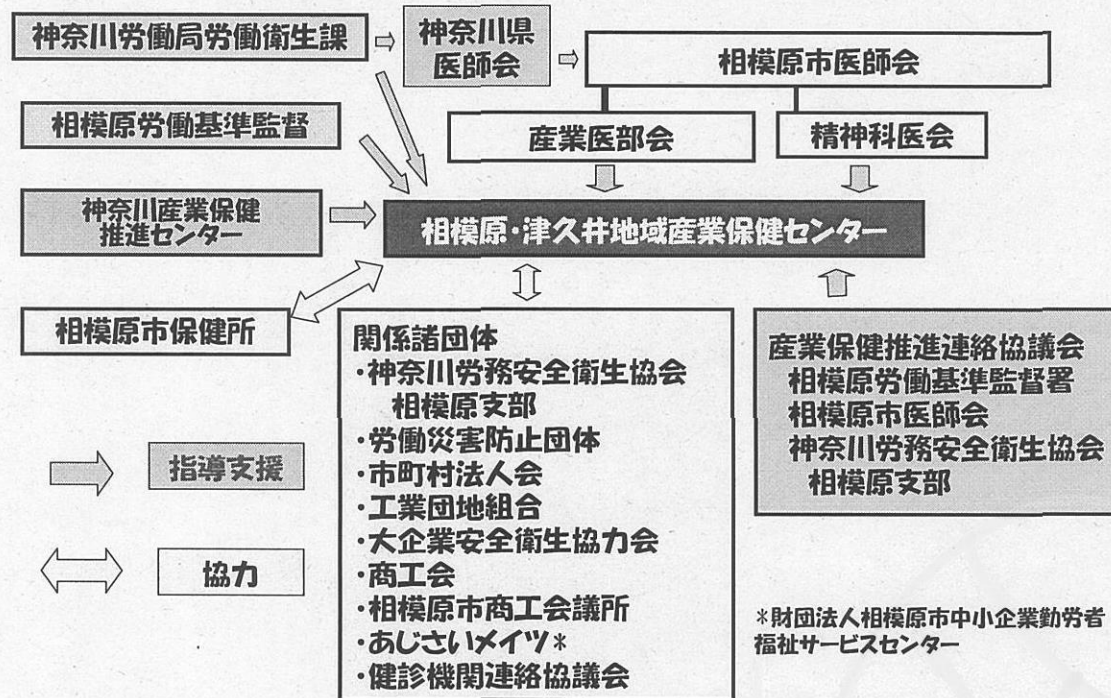 神奈川労働局労働衛生課
神奈川県
医師会
相模原市医師会
相模原労働基準監督
産業医部会
精神科医会
神奈川産業保健
推進センター
相模原・津久井地域産業保健センター
相模原市保健所
関係諸団体
・神奈川労務安全衛生協会
相模原支部
・労働災害防止団体
・市町村法人会
・工業団地組合
・大企業安全衛生協力会
・商工会
・相模原市商工会議所
・あじさいメイツ*
・健診機関連絡協議会
産業保健推進連絡協議会
相模原労働基準監督署
相模原市医師会
神奈川労務安全衛生協会
相模原支部
指導支援
協力
*財団法人相模原市中小企業勤労者
福祉サービスセンター